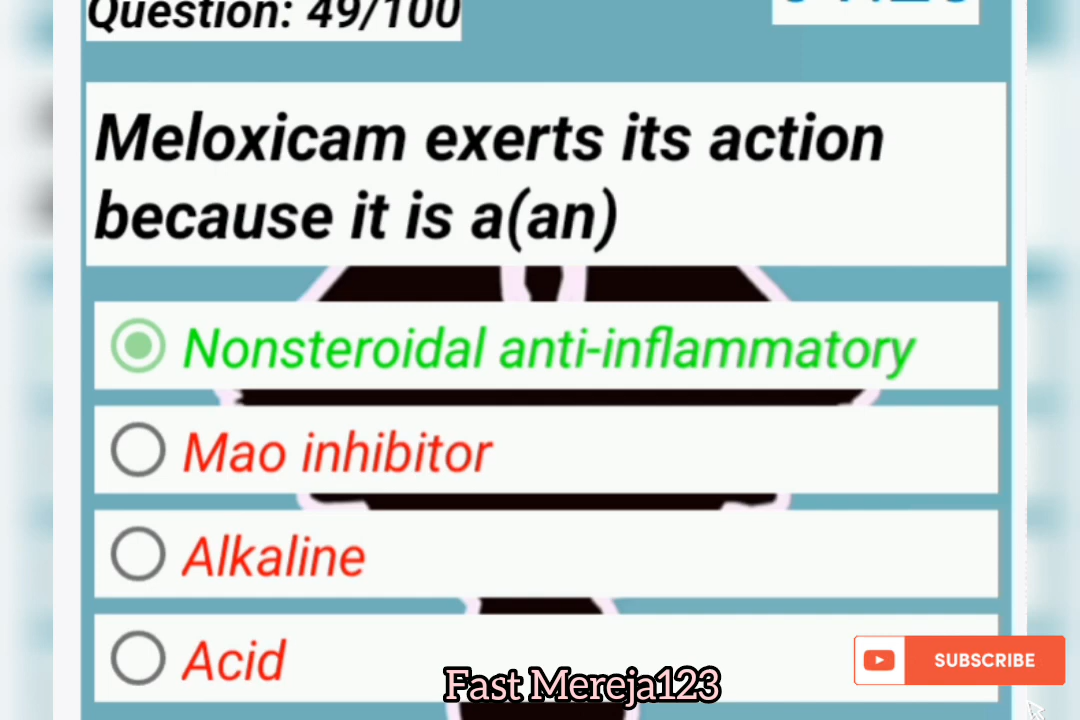 Question: 49/100
Meloxicam exerts its action
because it is a(an)
Nonsteroidal anti-inflammatory
Mao inhibitor
Alkaline
Acid
Fast Mereja123
SUBSCRIBE